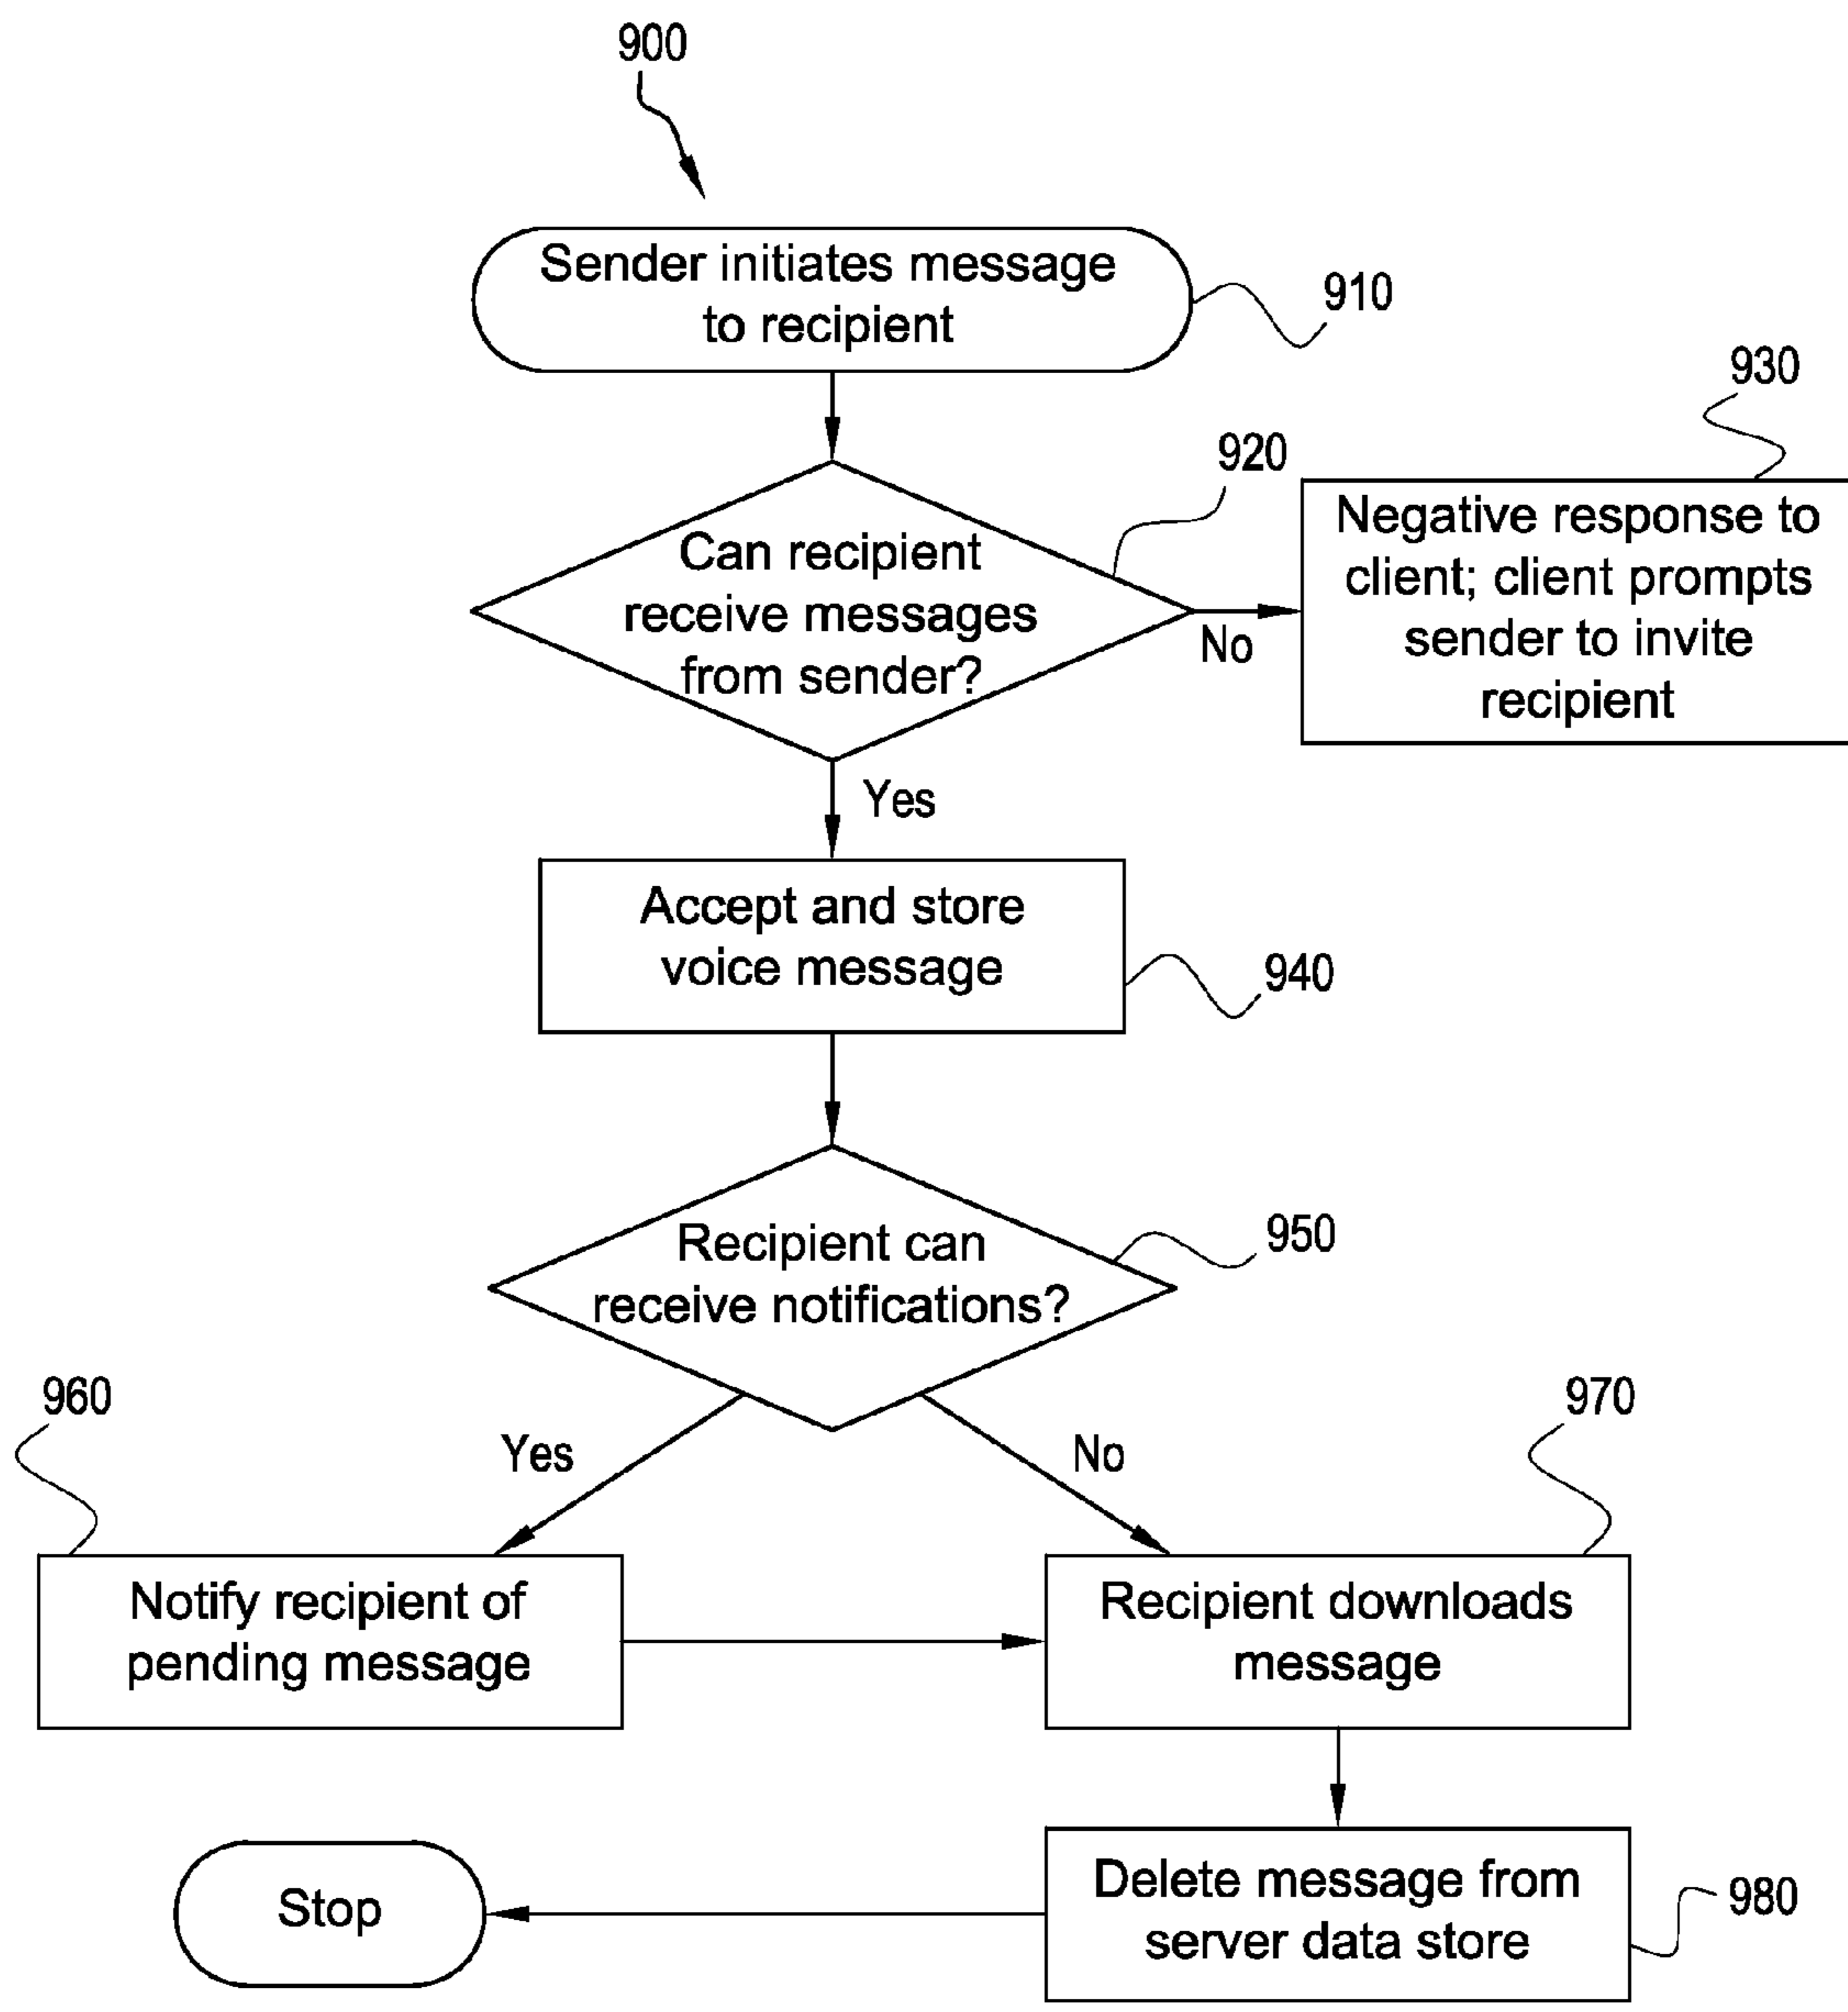 900
Sender initiates message
to recipient
910
930
920
Can recipient
receive messages
from sender?
No
Negative response to
client; client prompts
sender to invite
recipient
Yes
Accept and store
voice message
940
Recipient can
receive notifications?
950
960
Yes
No
970
Notify recipient of
pending message
Recipient downloads
message
Stop
Delete message from
server data store
980